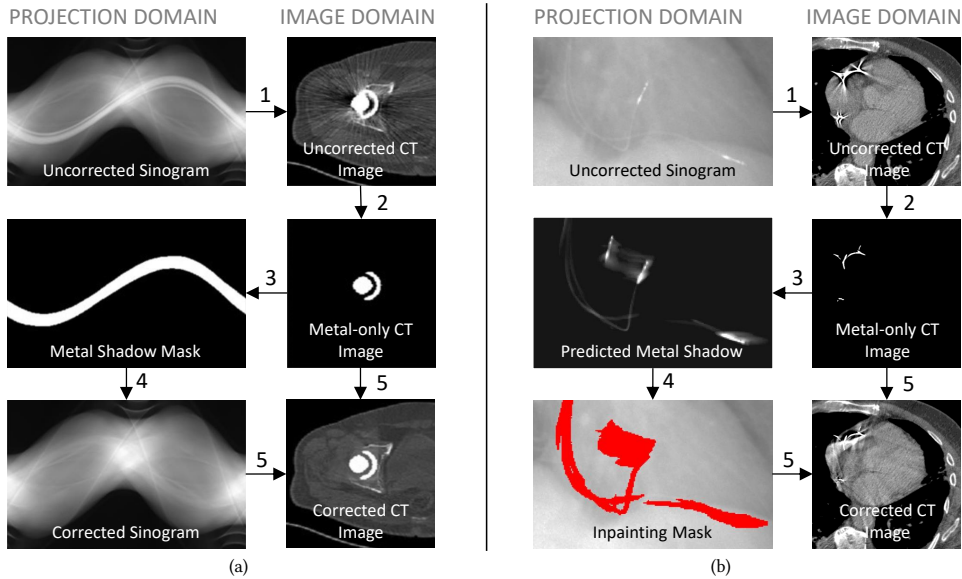 PROJECTION DOMAIN
IMAGE DOMAIN
1
Uncorrected Sinogram
Uncorrected CT
Image
2
3
Metal Shadow Mask
Metal-only CT
Image
4
5
5
Corrected Sinogram
Corrected CT
Image
(a)
PROJECTION DOMAIN
IMAGE DOMAIN
1
Uncorrected Sinogram
Uncorrected CT
Image
2
3
Predicted Metal Shadow
Metal-only CT
Image
4
5
5
Inpainting Mask
Corrected CT
Image
(b)